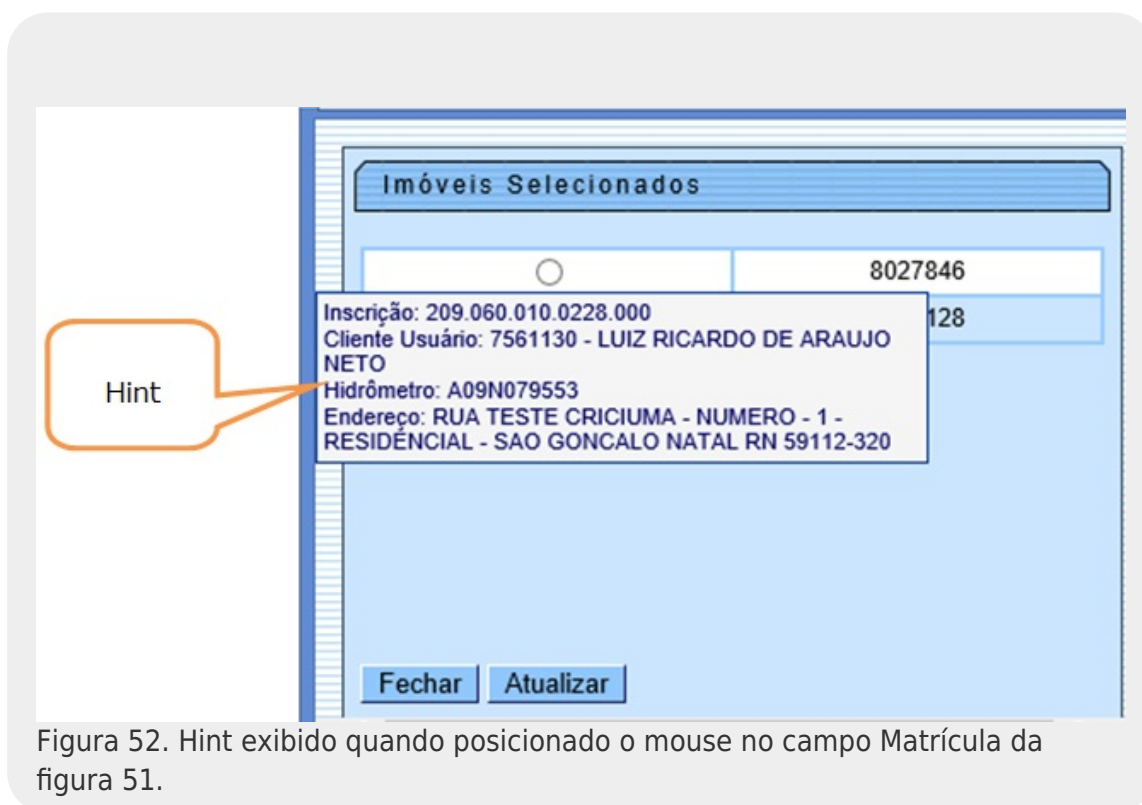 Imóveis Selecionados
8027846
128
Inscrição: 209.060.010.0228.000
Cliente Usuário: 7561130 - LUIZ RICARDO DE ARAUJO
NETO
Hidrômetro: A09N079553
Endereço: RUA TESTE CRICIUMA - NUMERO - 1 -
RESIDÊNCIAL - SAO GONCALO NATAL RN 59112-320
Hint
Fechar Atualizar
Figura 52. Hint exibido quando posicionado o mouse no campo Matrícula da
figura 51.